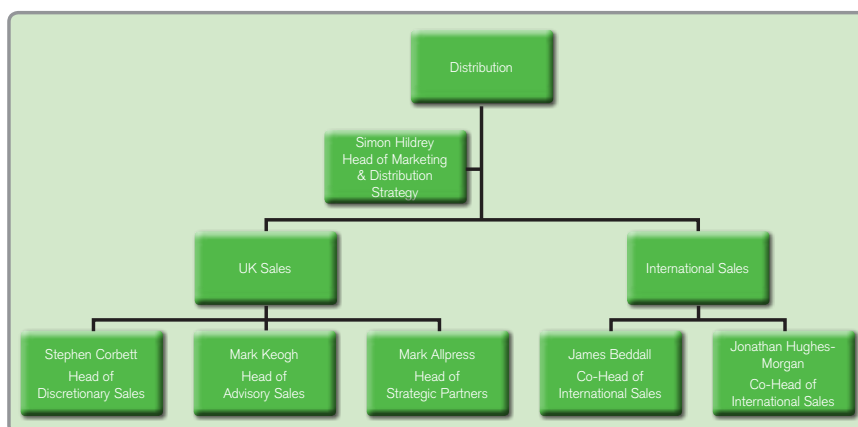 Distribution
Simon Hildrey
Head of Marketing
& Distribution
Strategy
UK Sales
International Sales
Stephen Corbett
Head of
Discretionary Sales
Mark Keogh
Head of
Advisory Sales
Mark Allpress
Head of
Strategic Partners
James Beddall
Co-Head of
International Sales
Jonathan Hughes-
Morgan
Co-Head of
International Sales